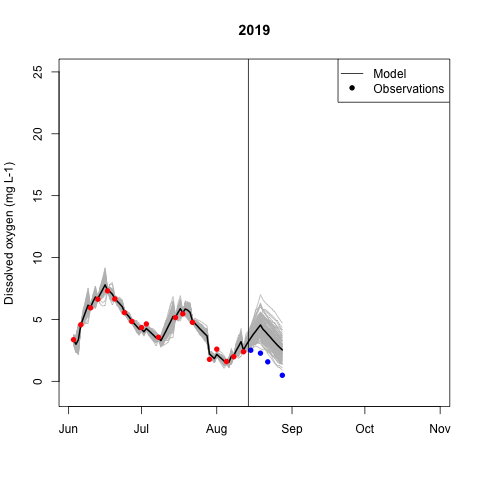 2019
Dissolved oxygen (mg L-1)
25
20
15
10
5
0
Model
Observations
Jun Jul Aug Sep Oct Nov